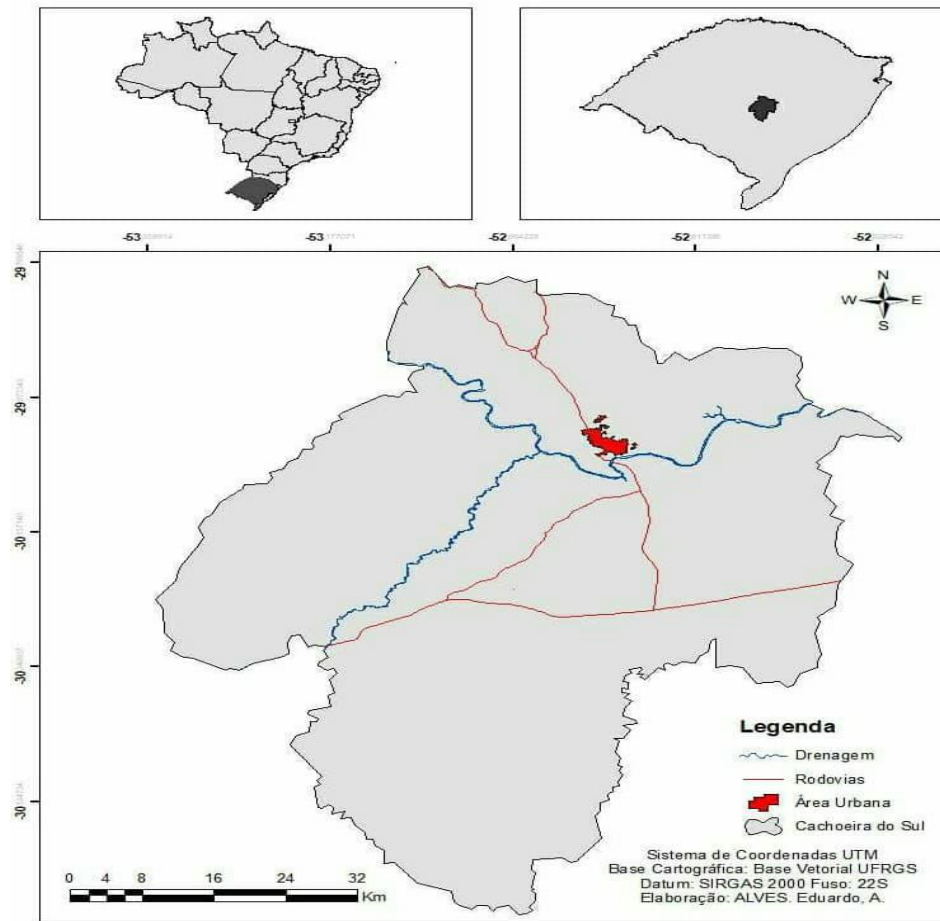 -53
-53
-52
-52
-52
-29
-29
-30
-30
-30
N
W E
S
Legenda
Drenagem
Rodovias
Área Urbana
Cachoeira do Sul
Sistema de Coordenadas UTM
Base Cartográfica: Base Vetorial UFRGS
Datum: SIRGAS 2000 Fuso: 22S
Elaboração: ALVES. Eduardo, A.
0 4 8 16 24 32
Km